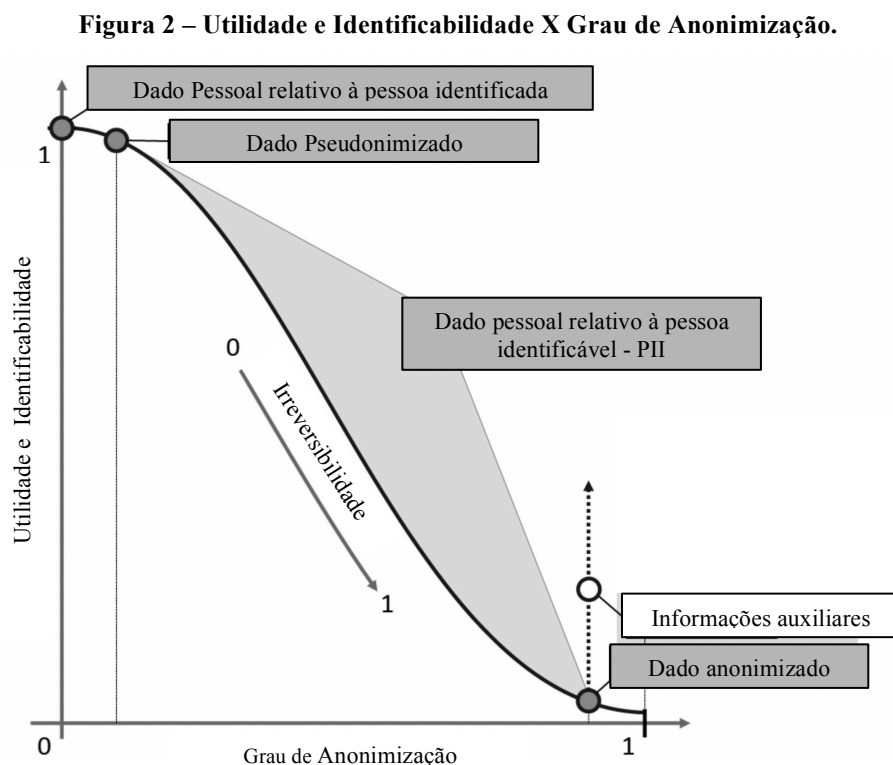 Figura 2 – Utilidade e Identificabilidade X Grau de Anonimização.
Dado Pessoal relativo à pessoa identificada
Dado Pseudonimizado
1
Utilidade e Identificabilidade
Dado pessoal relativo à pessoa
identificável - PII
0
Irreversibilidade
1
Informações auxiliares
Dado anonimizado
0
Grau de Anonimização
1